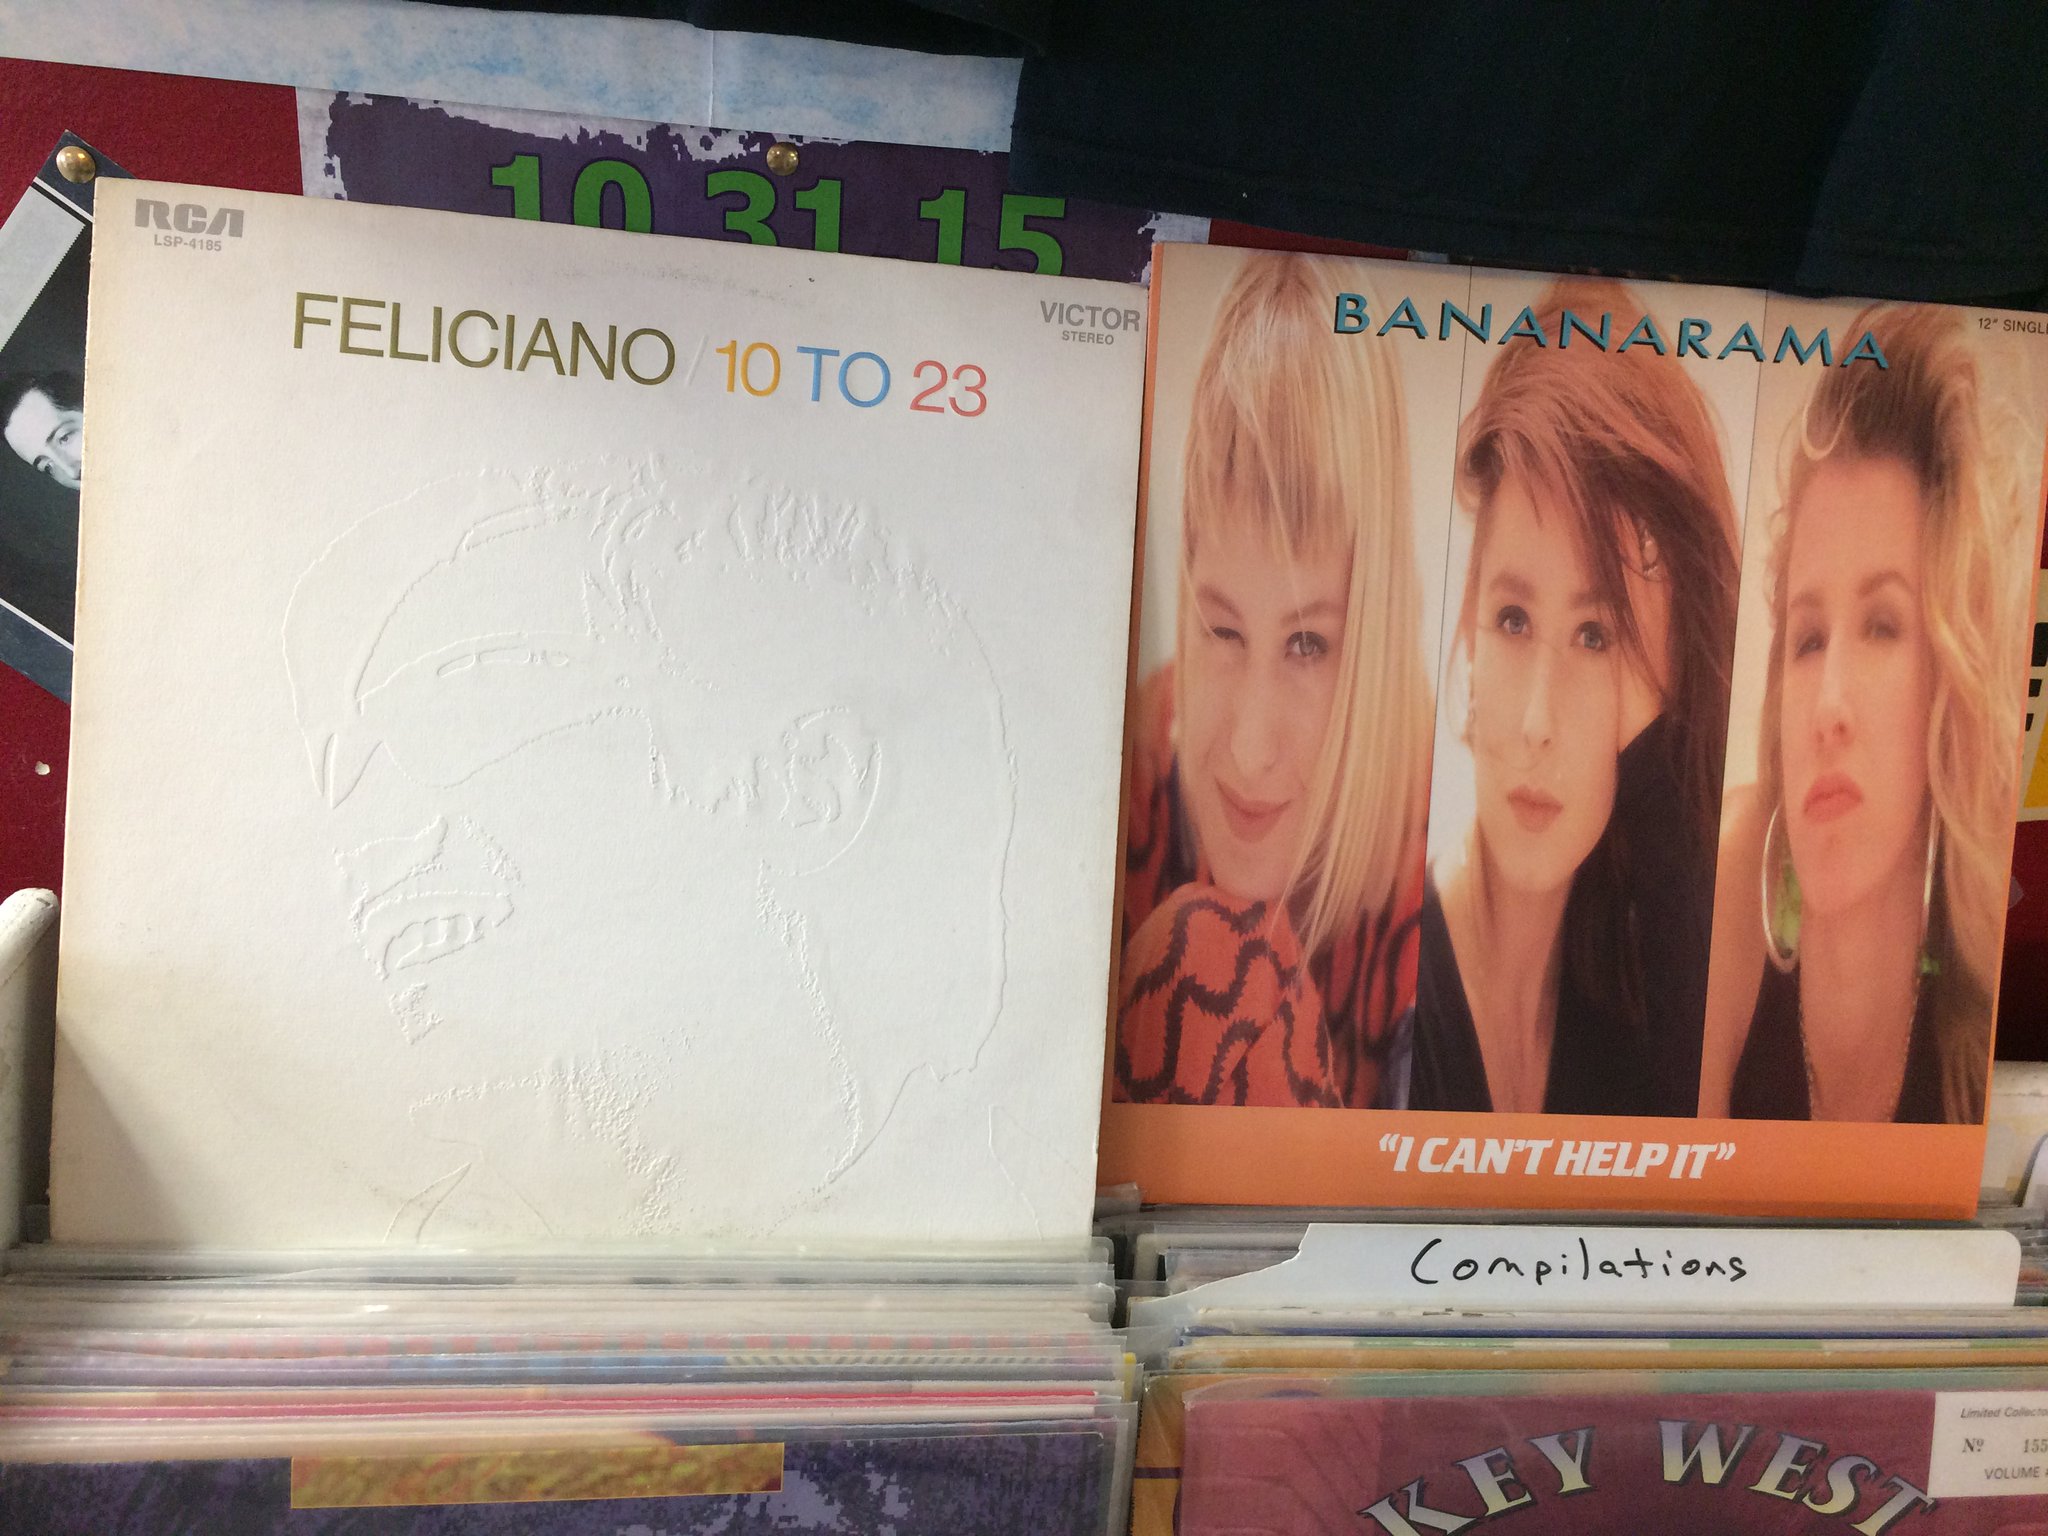 10 31 15
RCA
LSP-4185
FELICIANO / 10 TO 23
VICTOR
STEREO
BANANARAMA
12" SINGLE
"I CAN'T HELP IT"
Compilations
KEY WEST
Limited
Nº 155
VOLUME